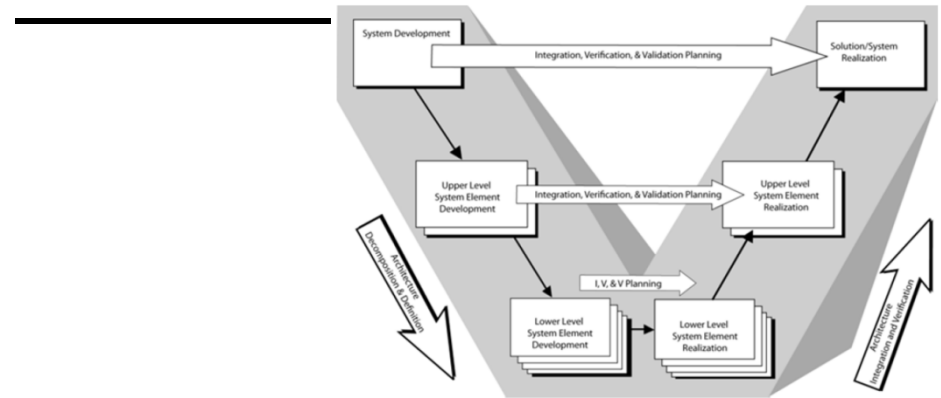 System Development
Integration, Verification, & Validation Planning
Solution/System
Realization
Upper Level
System Element
Development
Integration, Verification, & Validation Planning
Upper Level
System Element
Realization
Architecture
Decomposition & Definition
I, V, & V Planning
Lower Level
System Element
Development
Lower Level
System Element
Realization
Architecture
Integration and Verification